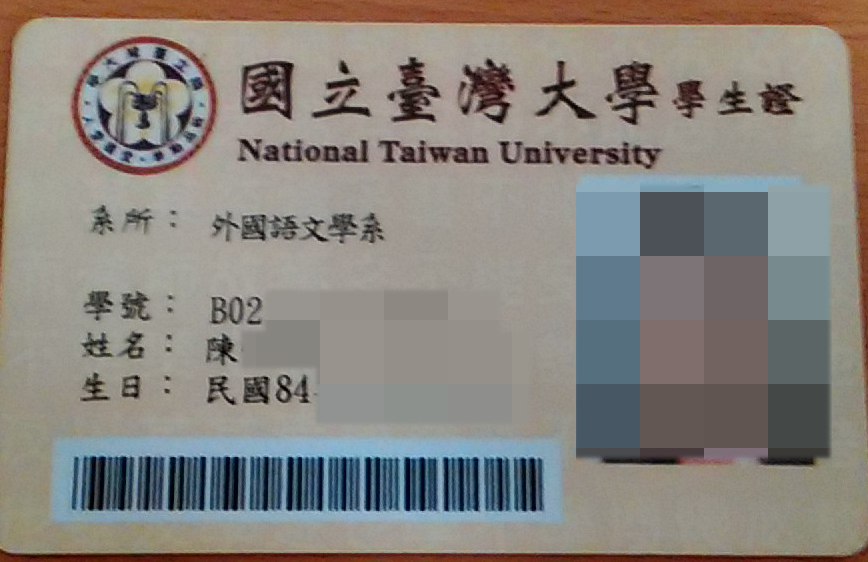 國立臺灣大學 學生證
National Taiwan University
系所： 外國語文學系
學號： B02
姓名： 陳
生日： 民國84